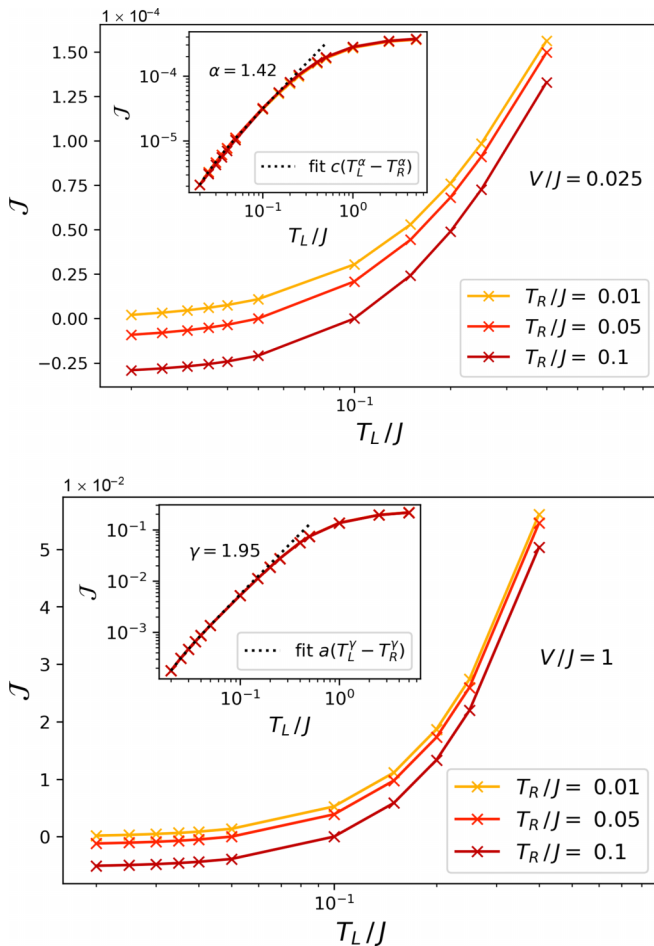 1 × 10⁻⁴
1.50
1.25
1.00
0.75
0.50
0.25
0.00
−0.25
𝒥
10⁻⁴
10⁻⁵
𝒥
α = 1.42
fit c(T_L^α − T_R^α)
10⁻¹ 10⁰
T_L/J
V/J = 0.025
T_R/J = 0.01
T_R/J = 0.05
T_R/J = 0.1
10⁻¹
T_L/J
1 × 10⁻²
5
4
3
2
1
0
𝒥
10⁻¹
10⁻²
10⁻³
𝒥
γ = 1.95
fit a(T_L^γ − T_R^γ)
10⁻¹ 10⁰
T_L/J
V/J = 1
T_R/J = 0.01
T_R/J = 0.05
T_R/J = 0.1
10⁻¹
T_L/J